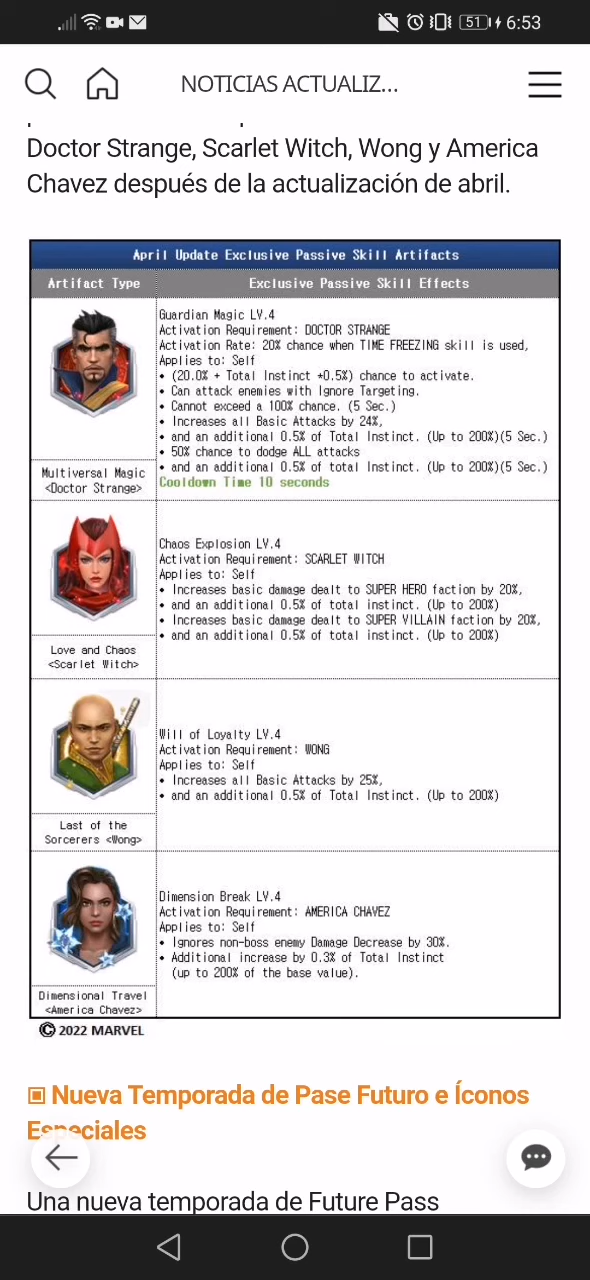 51 6:53
NOTICIAS ACTUALIZ...
Doctor Strange, Scarlet Witch, Wong y America
Chavez después de la actualización de abril.
April Update Exclusive Passive Skill Artifacts
Artifact Type Exclusive Passive Skill Effects
Guardian Magic LV.4
Activation Requirement: DOCTOR STRANGE
Activation Rate: 20% chance when TIME FREEZING skill is used,
Applies to: Self
• (20.0% + Total Instinct *0.5%) chance to activate.
• Can attack enemies with Ignore Targeting.
• Cannot exceed a 100% chance. (5 Sec.)
• Increases all Basic Attacks by 24%,
• and an additional 0.5% of Total Instinct. (Up to 200%)(5 Sec.)
• 50% chance to dodge ALL attacks
• and an additional 0.5% of total Instinct. (Up to 200%)(5 Sec.)
Cooldown Time 10 seconds
Multiversal Magic
<Doctor Strange>
Chaos Explosion LV.4
Activation Requirement: SCARLET WITCH
Applies to: Self
• Increases basic damage dealt to SUPER HERO faction by 20%,
• and an additional 0.5% of total instinct. (Up to 200%)
• Increases basic damage dealt to SUPER VILLAIN faction by 20%,
• and an additional 0.5% of total instinct. (Up to 200%)
Love and Chaos
<Scarlet Witch>
Will of Loyalty LV.4
Activation Requirement: WONG
Applies to: Self
• Increases all Basic Attacks by 25%,
• and an additional 0.5% of Total Instinct. (Up to 200%)
Last of the
Sorcerers <Wong>
Dimension Break LV.4
Activation Requirement: AMERICA CHAVEZ
Applies to: Self
• Ignores non-boss enemy Damage Decrease by 30%.
• Additional increase by 0.3% of Total Instinct
(up to 200% of the base value).
Dimensional Travel
<America Chavez>
© 2022 MARVEL
▣ Nueva Temporada de Pase Futuro e Íconos
Especiales
Una nueva temporada de Future Pass